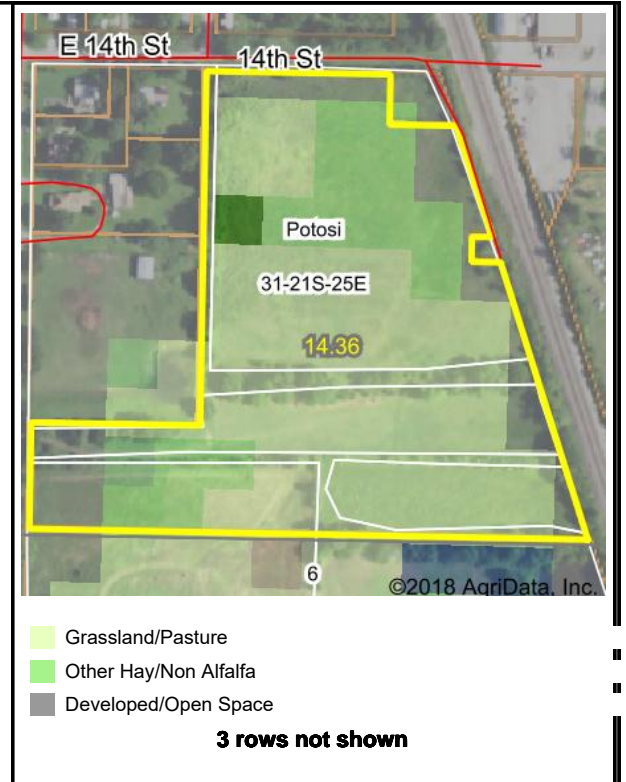 E 14th St
14th St
Potosi
31-21S-25E
14.36
6
©2018 AgriData, Inc.
Grassland/Pasture
Other Hay/Non Alfalfa
Developed/Open Space
3 rows not shown